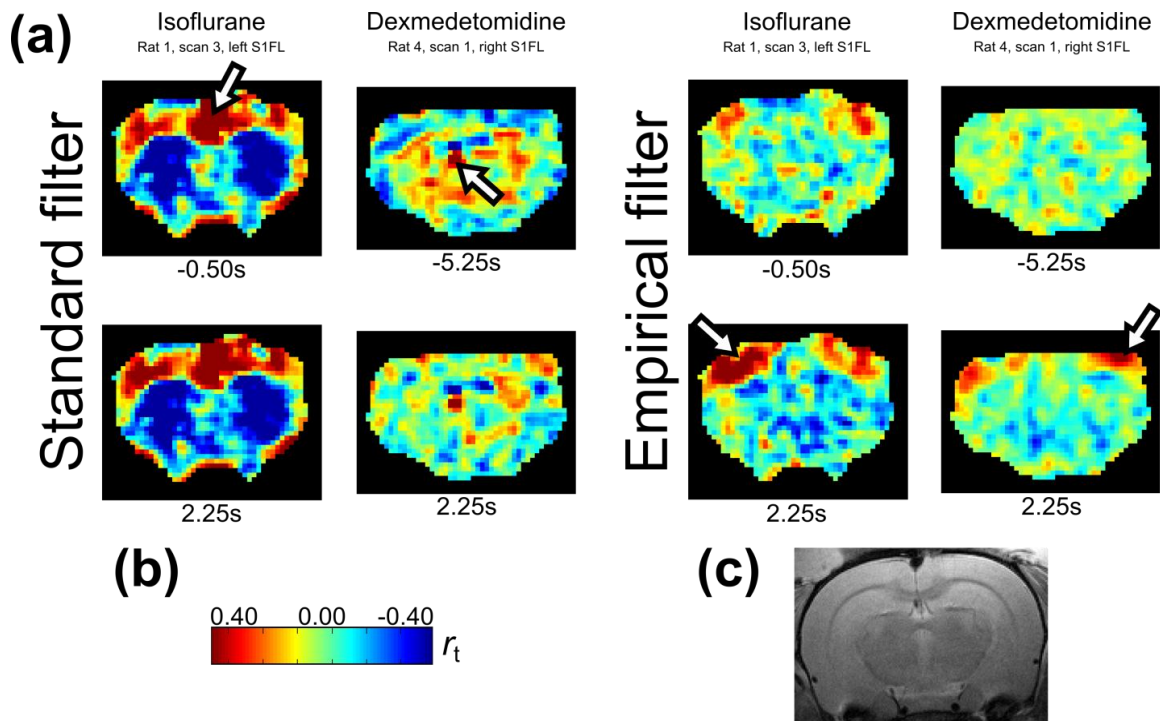 (a)
Isoflurane
Rat 1, scan 3, left S1FL
Dexmedetomidine
Rat 4, scan 1, right S1FL
Isoflurane
Rat 1, scan 3, left S1FL
Dexmedetomidine
Rat 4, scan 1, right S1FL
Standard filter
-0.50s
-5.25s
2.25s
2.25s
Empirical filter
-0.50s
-5.25s
2.25s
2.25s
(b)
0.40 0.00 -0.40
rt
(c)